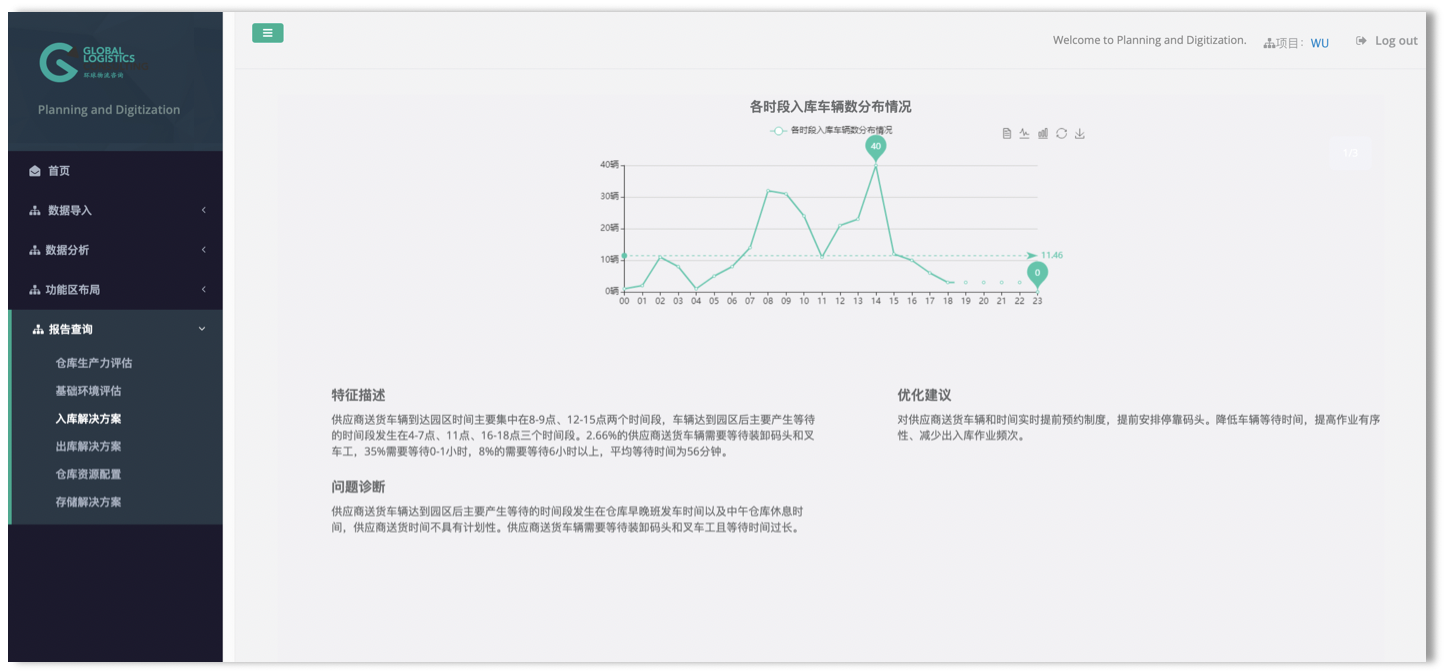 GLOBAL
LOGISTICS
环球物流咨询
Planning and Digitization
首页
数据导入
数据分析
功能区布局
报告查询
仓库生产力评估
基础环境评估
入库解决方案
出库解决方案
仓库资源配置
存储解决方案
Welcome to Planning and Digitization.
项目: WU
Log out
各时段入库车辆数分布情况
各时段入库车辆数分布情况
1/3
40
40辆
30辆
20辆
10辆
0辆
11.46
0
00 01 02 03 04 05 06 07 08 09 10 11 12 13 14 15 16 17 18 19 20 21 22 23
特征描述
供应商送货车辆到达园区时间主要集中在8-9点、12-15点两个时间段，车辆达到园区后主要产生等待
的时间段发生在4-7点、11点、16-18点三个时间段。2.66%的供应商送货车辆需要等待装卸码头和叉
车工，35%需要等待0-1小时，8%的需要等待6小时以上，平均等待时间为56分钟。
问题诊断
供应商送货车辆达到园区后主要产生等待的时间段发生在仓库早晚班发车时间以及中午仓库休息时
间，供应商送货时间不具有计划性。供应商送货车辆需要等待装卸码头和叉车工且等待时间过长。
优化建议
对供应商送货车辆和时间实时提前预约制度，提前安排停靠码头。降低车辆等待时间，提高作业有序
性、减少出入库作业频次。